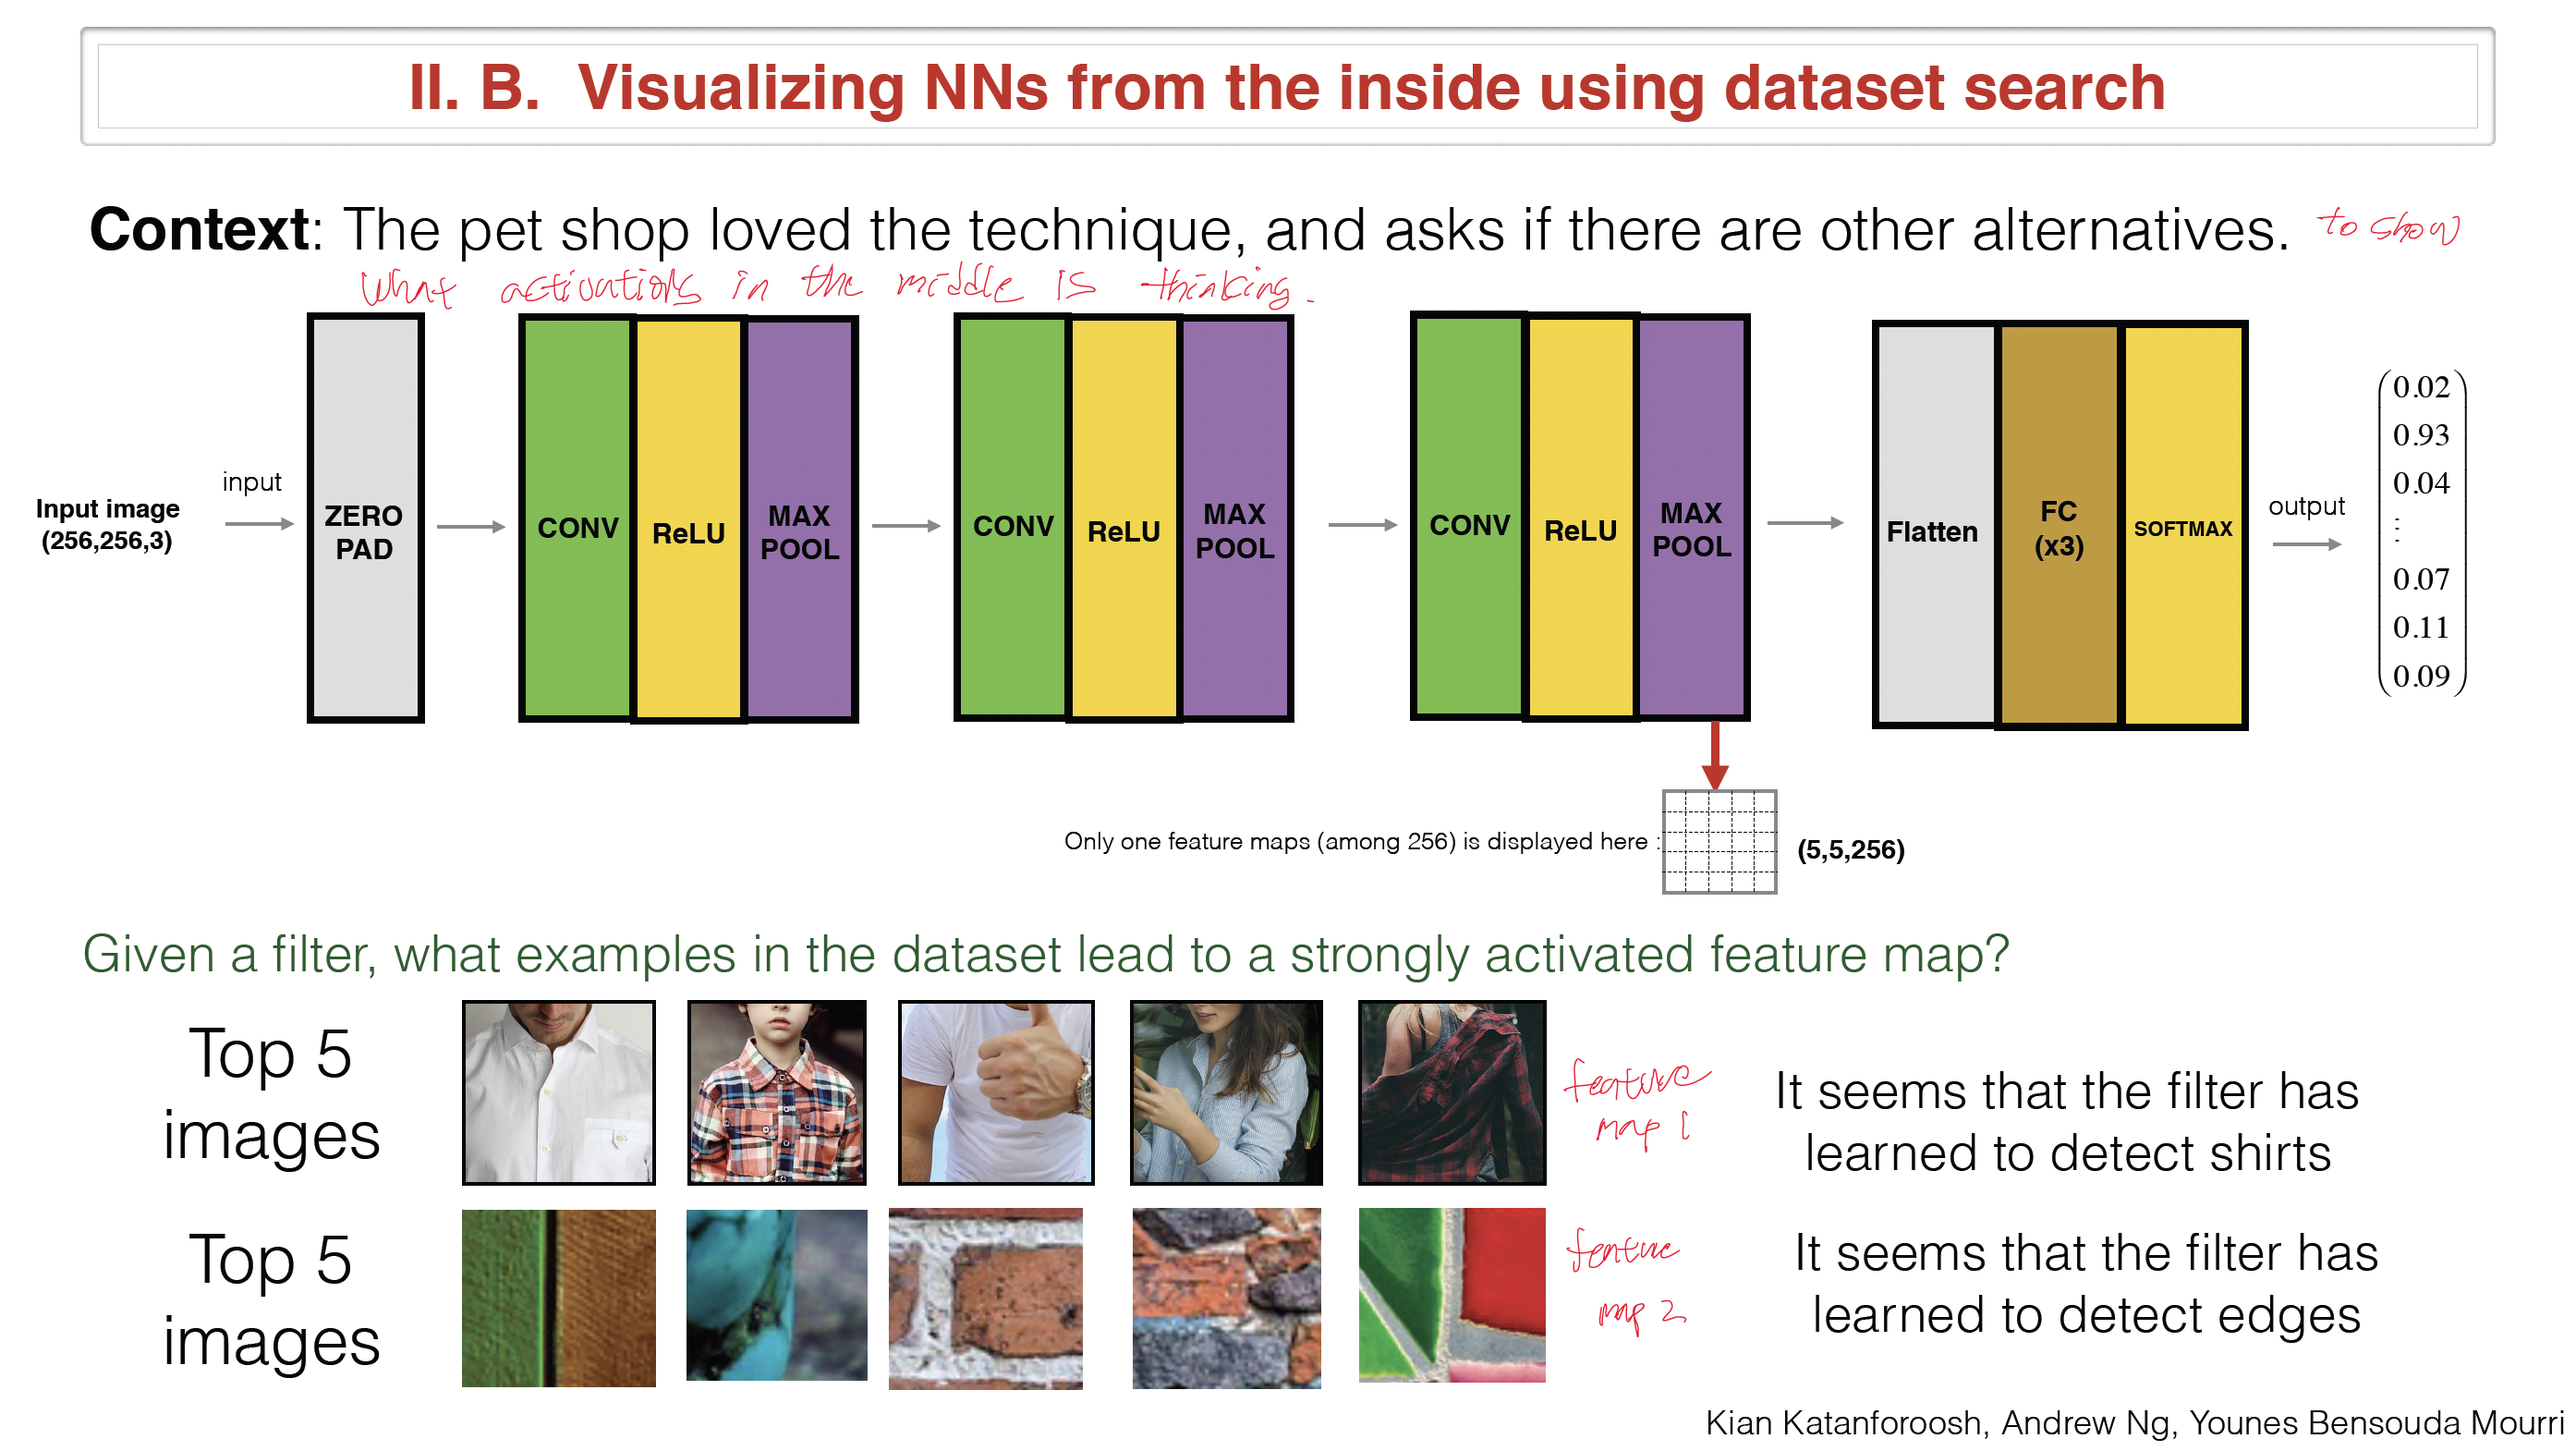 II. B. Visualizing NNs from the inside using dataset search
Context: The pet shop loved the technique, and asks if there are other alternatives. to show
what activations in the middle is thinking.
Input image
(256,256,3)
input
ZERO
PAD
CONV
ReLU
MAX
POOL
CONV
ReLU
MAX
POOL
CONV
ReLU
MAX
POOL
Flatten
FC
(x3)
SOFTMAX
output
0.02
0.93
0.04
⋮
0.07
0.11
0.09
Only one feature maps (among 256) is displayed here :
(5,5,256)
Given a filter, what examples in the dataset lead to a strongly activated feature map?
Top 5
images
feature
map 1
It seems that the filter has
learned to detect shirts
Top 5
images
feature
map 2
It seems that the filter has
learned to detect edges
Kian Katanforoosh, Andrew Ng, Younes Bensouda Mourri